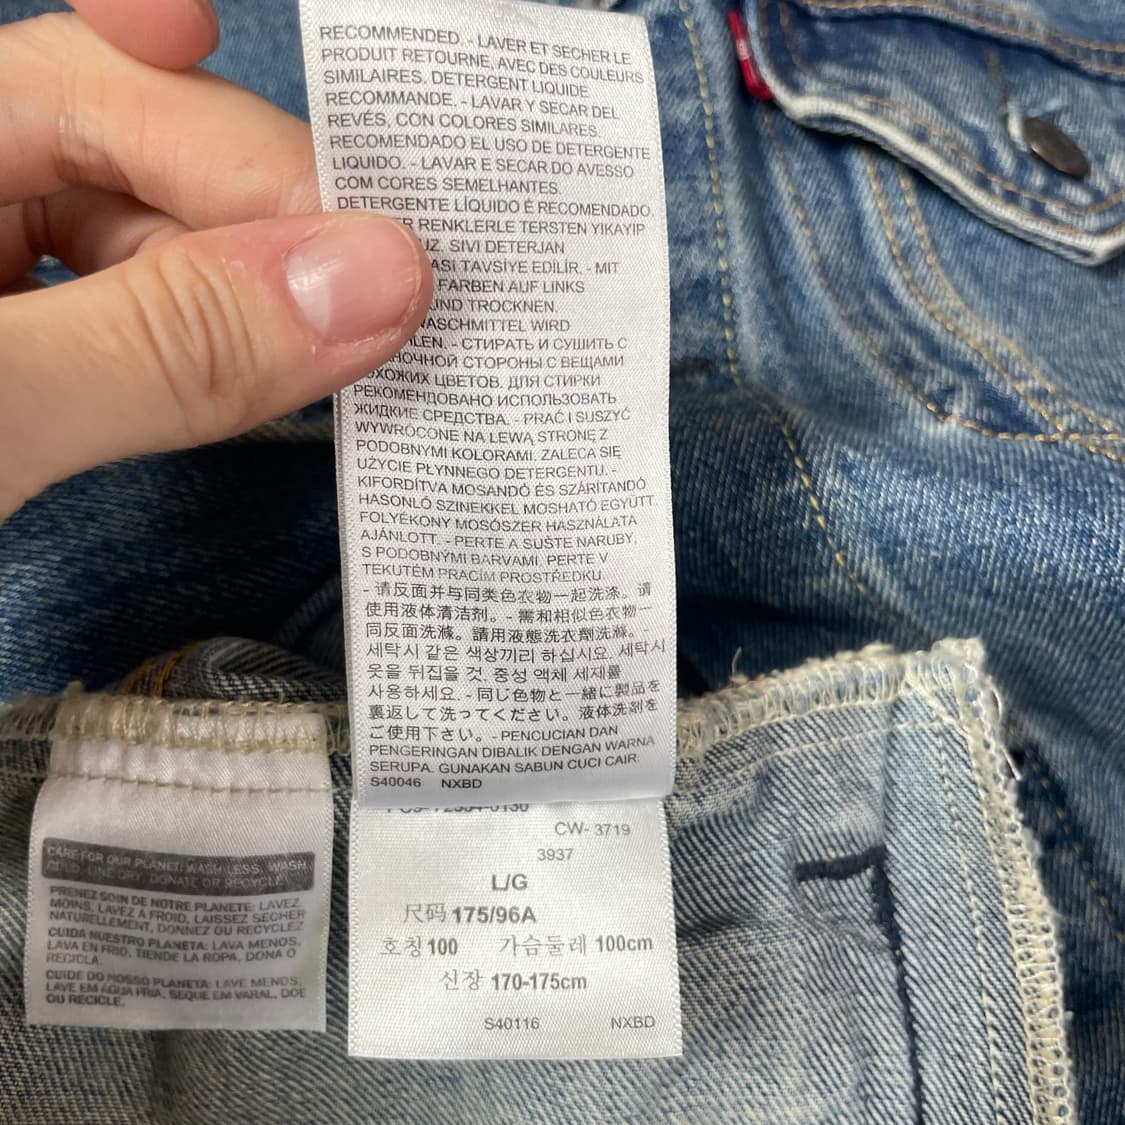 RECOMMENDED. - LAVER ET SECHER LE
PRODUIT RETOURNE, AVEC DES COULEURS
SIMILAIRES. DETERGENT LIQUIDE
RECOMMANDE. - LAVAR Y SECAR DEL
REVÉS, CON COLORES SIMILARES.
RECOMENDADO EL USO DE DETERGENTE
LIQUIDO. - LAVAR E SECAR DO AVESSO
COM CORES SEMELHANTES.
DETERGENTE LÍQUIDO É RECOMENDADO.
RENKLERLE TERSTEN YIKAYIP
SIVI DETERJAN
TAVSİYE EDİLİR. - MIT
FARBEN AUF LINKS
UND TROCKNEN.
WASCHMITTEL WIRD
- СТИРАТЬ И СУШИТЬ С
СТОРОНЫ С ВЕЩАМИ
ПОХОЖИХ ЦВЕТОВ. ДЛЯ СТИРКИ
РЕКОМЕНДОВАНО ИСПОЛЬЗОВАТЬ
ЖИДКИЕ СРЕДСТВА. - PRAĆ I SUSZYĆ
WYWRÓCONE NA LEWĄ STRONĘ Z
PODOBNYMI KOLORAMI. ZALECA SIĘ
UŻYCIE PŁYNNEGO DETERGENTU. -
KIFORDÍTVA MOSANDÓ ÉS SZÁRÍTANDÓ
HASONLÓ SZINEKKEL MOSHATÓ EGYÜTT.
FOLYÉKONY MOSÓSZER HASZNÁLATA
AJÁNLOTT. - PERTE A SUŠTE NARUBY,
S PODOBNÝMI BARVAMI. PERTE V
TEKUTÉM PRACÍM PROSTŘEDKU
- 请反面并与同类色衣物一起洗涤。请
使用液体清洁剂。- 需和相似色衣物一
同反面洗滌。請用液態洗衣劑洗滌。
세탁시 같은 색상끼리 하십시요. 세탁시
옷을 뒤집을 것. 중성 액체 세제를
사용하세요. - 同じ色物と一緒に製品を
裏返して洗ってください。液体洗剤を
ご使用下さい。- PENCUCIAN DAN
PENGERINGAN DIBALIK DENGAN WARNA
SERUPA. GUNAKAN SABUN CUCI CAIR.
S40046 NXBD
CW- 3719
3937
L/G
尺码 175/96A
호칭 100 가슴둘레 100cm
신장 170-175cm
S40116 NXBD
CARE FOR OUR PLANET: WASH LESS, WASH
COLD, LINE DRY, DONATE OR RECYCLE
PRENEZ SOIN DE NOTRE PLANETE: LAVEZ
MOINS, LAVEZ A FROID, LAISSEZ SECHER
NATURELLEMENT, DONNEZ OU RECYCLEZ
CUIDA NUESTRO PLANETA: LAVA MENOS,
LAVA EN FRIO, TIENDE LA ROPA, DONA O
RECICLA.
CUIDE DO NOSSO PLANETA: LAVE MENOS,
LAVE EM ÁGUA FRIA, SEQUE EM VARAL, DOE
OU RECICLE.